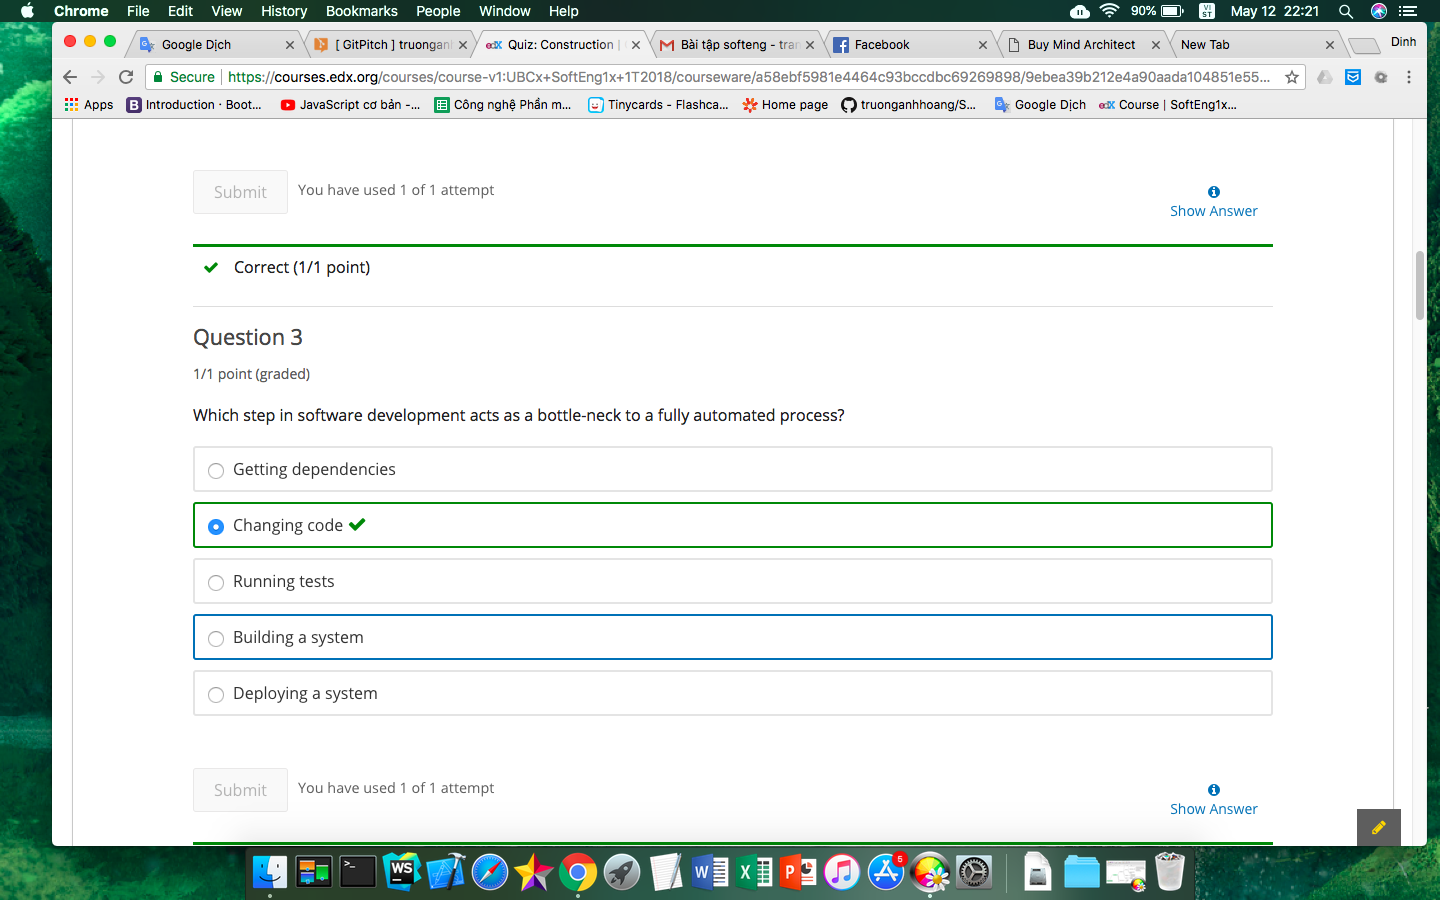 Chrome File Edit View History Bookmarks People Window Help 90% VI ST May 12 22:21
Google Dịch [ GitPitch ] truongan Quiz: Construction | Bài tập softeng - tran Facebook Buy Mind Architect New Tab Dinh
Secure | https://courses.edx.org/courses/course-v1:UBCx+SoftEng1x+1T2018/courseware/a58ebf5981e4464c93bccdbc69269898/9ebea39b212e4a90aada104851e55...
Apps Introduction · Boot... JavaScript cơ bản -... Công nghệ Phần m... Tinycards - Flashca... Home page truonganhhoang/S... Google Dịch Course | SoftEng1x...
Submit You have used 1 of 1 attempt
Show Answer
Correct (1/1 point)
Question 3
1/1 point (graded)
Which step in software development acts as a bottle-neck to a fully automated process?
Getting dependencies
Changing code
Running tests
Building a system
Deploying a system
Submit You have used 1 of 1 attempt
Show Answer
WS W X P 5